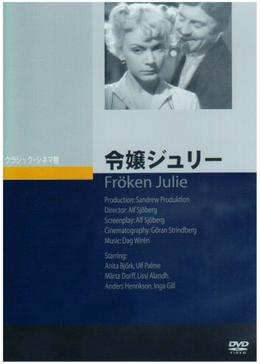 クラシック・シネマ館
令嬢ジュリー
Fröken Julie
Production: Sandrew Produktion
Director: Alf Sjöberg
Screenplay: Alf Sjöberg
Cinematography: Göran Strindberg
Music: Dag Wirén
Starring:
Anita Björk, Ulf Palme
Märta Dorff, Lissi Alandh
Anders Henrikson, Inga Gill
DVD
VIDEO